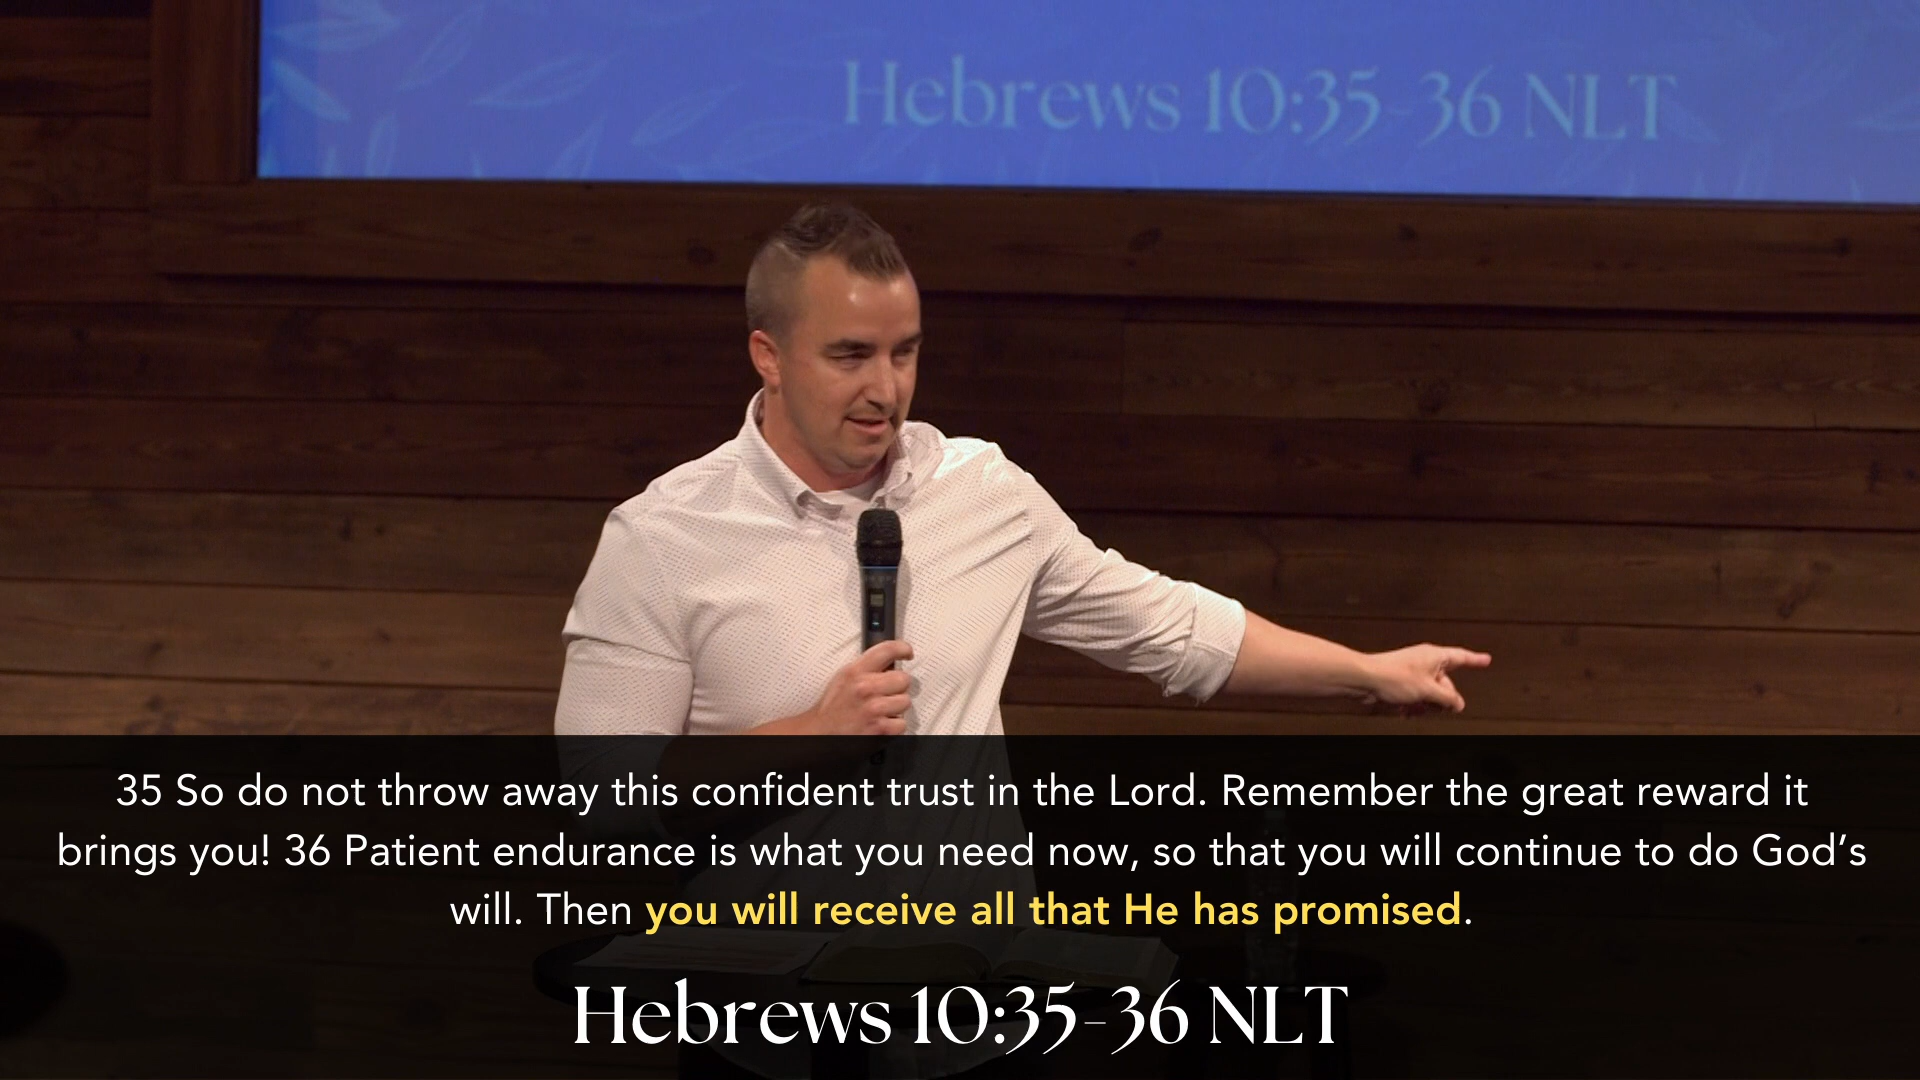 Hebrews 10:35-36 NLT
35 So do not throw away this confident trust in the Lord. Remember the great reward it
brings you! 36 Patient endurance is what you need now, so that you will continue to do God’s
will. Then you will receive all that He has promised.
Hebrews 10:35-36 NLT